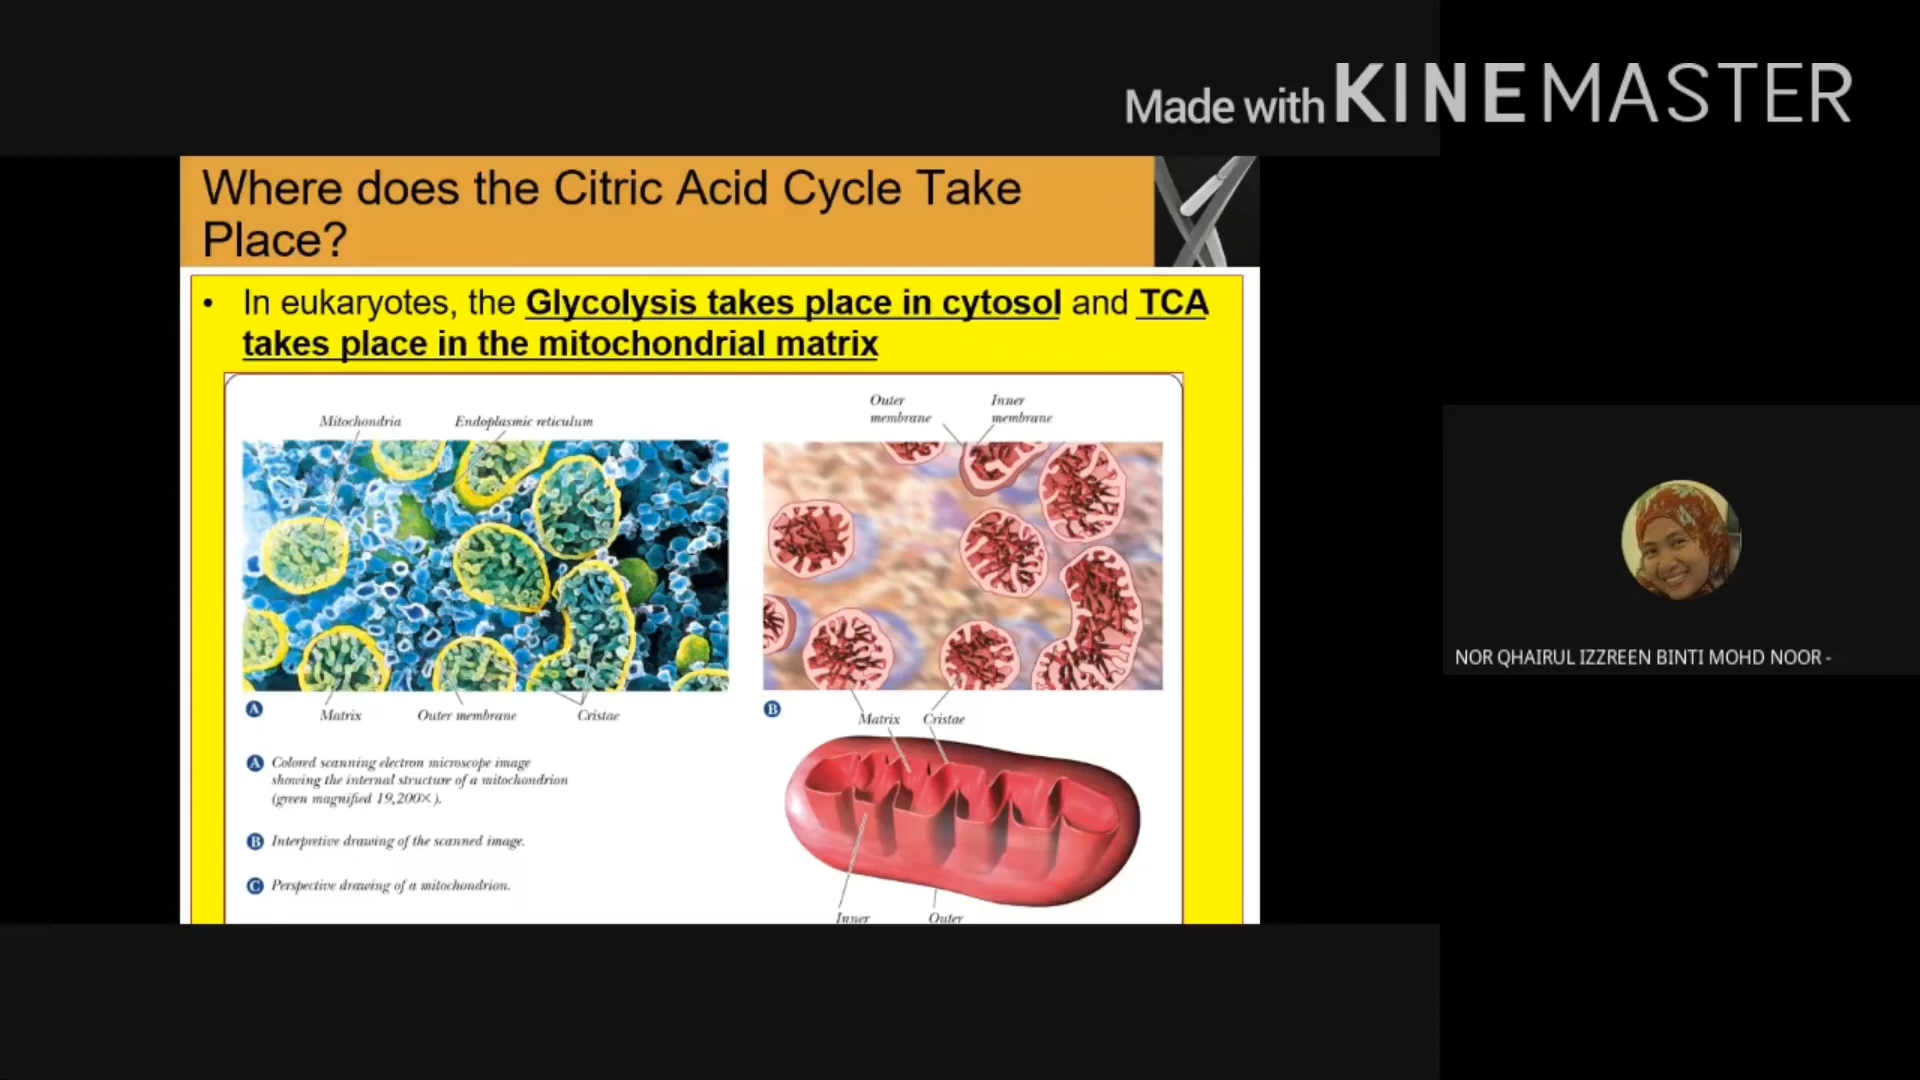 Made with KINEMASTER
Where does the Citric Acid Cycle Take
Place?
• In eukaryotes, the Glycolysis takes place in cytosol and TCA
takes place in the mitochondrial matrix
Mitochondria
Endoplasmic reticulum
Outer
membrane
Inner
membrane
A
Matrix
Outer membrane
Cristae
B
Matrix
Cristae
A Colored scanning electron microscope image
showing the internal structure of a mitochondrion
(green magnified 19,200×).
B Interpretive drawing of the scanned image.
C Perspective drawing of a mitochondrion.
Inner
Outer
NOR QHAIRUL IZZREEN BINTI MOHD NOOR -